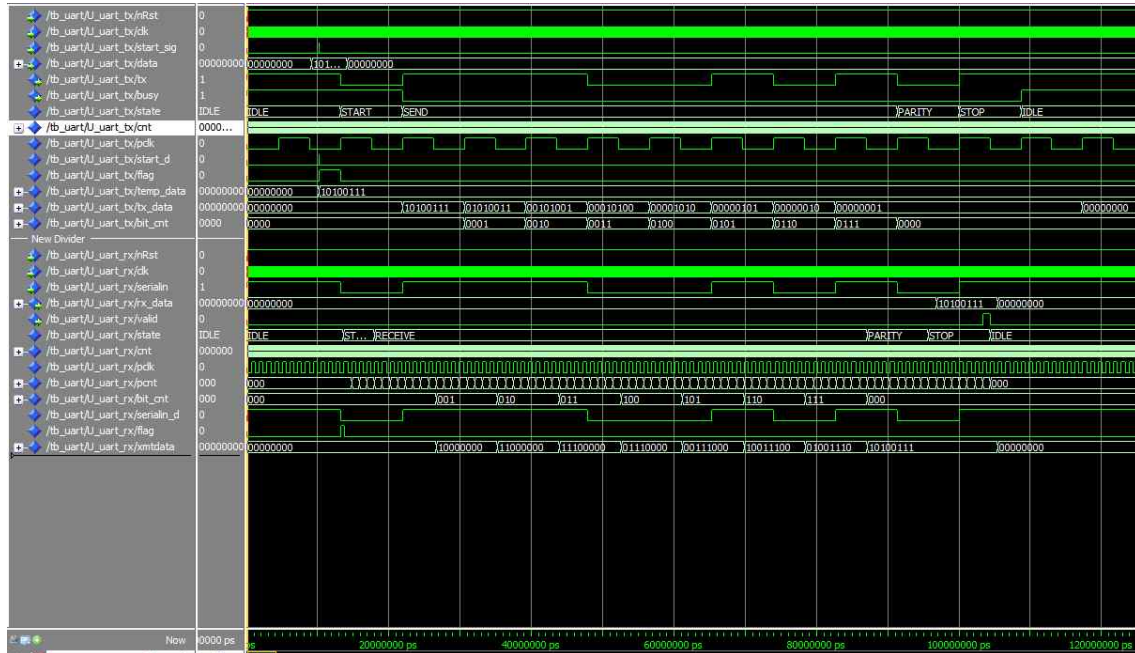 /tb_uart/U_uart_tx/nRst 0
/tb_uart/U_uart_tx/clk 0
/tb_uart/U_uart_tx/start_sig 0
/tb_uart/U_uart_tx/data 00000000 00000000 101... 00000000
/tb_uart/U_uart_tx/tx 1
/tb_uart/U_uart_tx/busy 1
/tb_uart/U_uart_tx/state IDLE IDLE START SEND PARITY STOP IDLE
/tb_uart/U_uart_tx/cnt 0000...
/tb_uart/U_uart_tx/pclk 0
/tb_uart/U_uart_tx/start_d 0
/tb_uart/U_uart_tx/flag 0
/tb_uart/U_uart_tx/temp_data 00000000 00000000 10100111
/tb_uart/U_uart_tx/tx_data 00000000 00000000 10100111 01010011 00101001 00010100 00001010 00000101 00000010 00000001 00000000
/tb_uart/U_uart_tx/bit_cnt 0000 0000 0001 0010 0011 0100 0101 0110 0111 0000
New Divider
/tb_uart/U_uart_rx/nRst 0
/tb_uart/U_uart_rx/clk 0
/tb_uart/U_uart_rx/serialin 1
/tb_uart/U_uart_rx/rx_data 00000000 00000000 10100111 00000000
/tb_uart/U_uart_rx/valid 0
/tb_uart/U_uart_rx/state IDLE IDLE ST... RECEIVE PARITY STOP IDLE
/tb_uart/U_uart_rx/cnt 000000
/tb_uart/U_uart_rx/pclk 0
/tb_uart/U_uart_rx/pcnt 000 000 000
/tb_uart/U_uart_rx/bit_cnt 000 000 001 010 011 100 101 110 111 000
/tb_uart/U_uart_rx/serialin_d 0
/tb_uart/U_uart_rx/flag 0
/tb_uart/U_uart_rx/xmtdata 00000000 00000000 10000000 11000000 11100000 01110000 00111000 10011100 01001110 10100111 00000000
Now 0000 ps ps 20000000 ps 40000000 ps 60000000 ps 80000000 ps 100000000 ps 120000000 ps